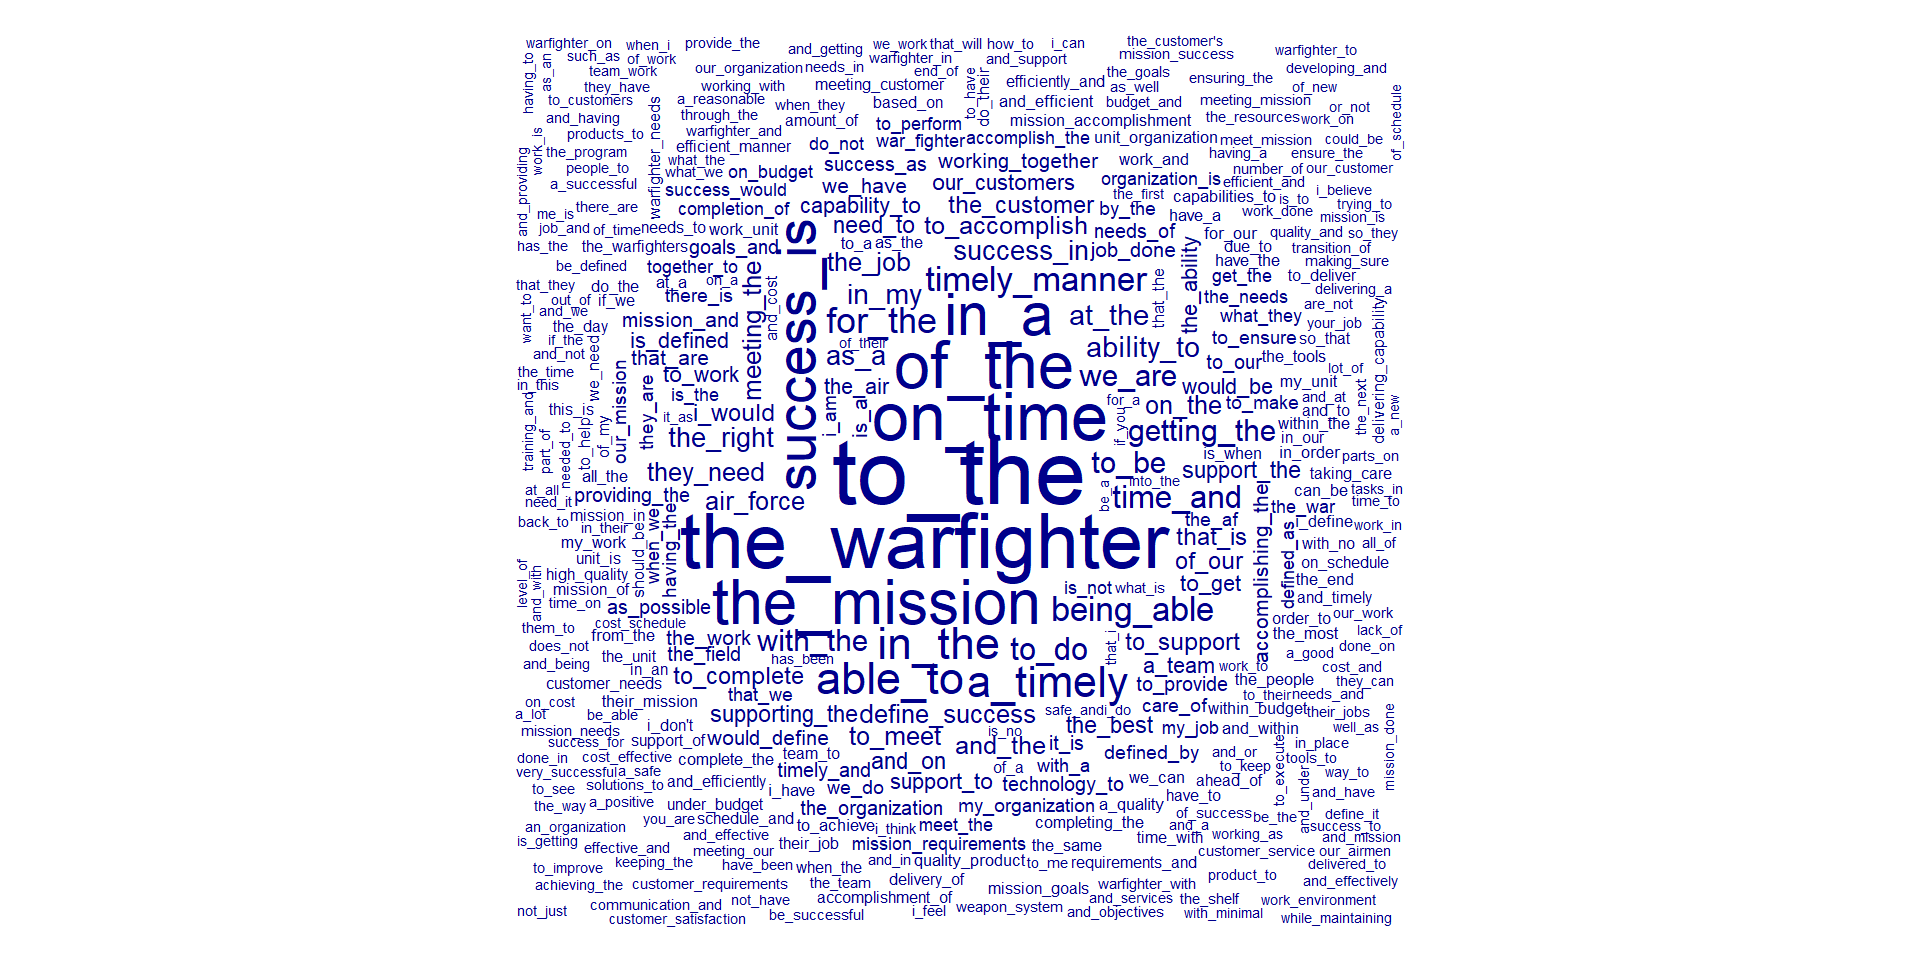 warfighter_on when_i provide_the and_getting we_work that_will how_to i_can the_customer's
such_as of_work warfighter_in and_support mission_success warfighter_to
having_to as_an team_work our_organization needs_in end_of to_have the_goals developing_and
they_have working_with meeting_customer efficiently_and as_well ensuring_the of_new
to_customers a_reasonable when_they based_on do_their and_efficient budget_and meeting_mission or_not of_schedule
and_having through_the amount_of to_perform mission_accomplishment the_resources work_on
work_is products_to warfighter_needs warfighter_and do_not war_fighter accomplish_the unit_organization meet_mission could_be
the_program efficient_manner success_as working_together work_and having_a ensure_the
people_to what_the what_we on_budget number_of our_customer
and_providing a_successful success_would we_have our_customers organization_is efficient_and i_believe
me_is there_are completion_of capability_to the_customer the_first capabilities_to is_to trying_to
job_and of_time needs_to work_unit need_to to_accomplish by_the have_a work_done mission_is
has_the the_warfighters goals_and success_is to_a as_the success_in job_done needs_of for_our quality_and so_they
be_defined together_to the_job the_ability due_to transition_of
that_they do_the at_a on_a timely_manner that_the have_the making_sure
want_to out_of if_we there_is meeting_the in_my get_the to_deliver
and_we and_cost for_the in_a at_the the_needs delivering_a are_not
the_day mission_and what_they your_job
if_the is_defined of_their ability_to to_ensure so_that delivering_capability
and_not we_need that_are as_a of_the to_our the_tools
the_time our_mission to_work the_air we_are would_be my_unit lot_of
in_this they_are is_the i_am is_a on_time for_a on_the to_make and_at the_next a_new
training_and this_is it_as i_would if_you and_to
part_of needed_to to_help of_my the_right getting_the within_the in_our
all_the they_need to_the to_be is_when in_order parts_on
at_all support_the taking_care
need_it providing_the air_force be_a into_the time_and can_be tasks_in time_to
back_to mission_in the_warfighter the_af accomplishing_the the_war
in_their should_be when_we having_the that_is defined_as i_define work_in
my_work with_no all_of
unit_is of_our on_schedule
level_of and_with high_quality the_mission is_not what_is to_get the_end
mission_of and_timely
time_on as_possible being_able order_to our_work
them_to cost_schedule the_most lack_of
does_not from_the the_work with_the in_the to_do that_i to_support a_good done_on
and_being the_unit the_field has_been a_team work_to cost_and
in_an to_complete able_to a_timely the_people they_can
customer_needs that_we to_provide to_their needs_and
on_cost their_mission care_of within_budget their_jobs
a_lot be_able supporting_the define_success safe_and i_do mission_done
mission_needs i_don't is_no the_best my_job and_within well_as
success_for support_of would_define to_meet and_the it_is defined_by and_or in_place
done_in cost_effective complete_the team_to and_on of_a with_a to_keep to_execute tools_to
very_successful a_safe timely_and we_can ahead_of way_to
to_see solutions_to and_efficiently i_have we_do support_to technology_to have_to and_under and_have
the_way a_positive under_budget the_organization my_organization a_quality
you_are schedule_and of_success be_the define_it
an_organization to_achieve i_think meet_the completing_the and_a success_to
is_getting and_effective their_job mission_requirements the_same time_with working_as and_mission
effective_and meeting_our customer_service our_airmen
to_improve keeping_the have_been when_the and_in quality_product to_me requirements_and delivered_to
product_to
achieving_the customer_requirements the_team delivery_of mission_goals warfighter_with and_effectively
not_have accomplishment_of and_services the_shelf work_environment
not_just communication_and be_successful i_feel weapon_system and_objectives with_minimal
customer_satisfaction while_maintaining